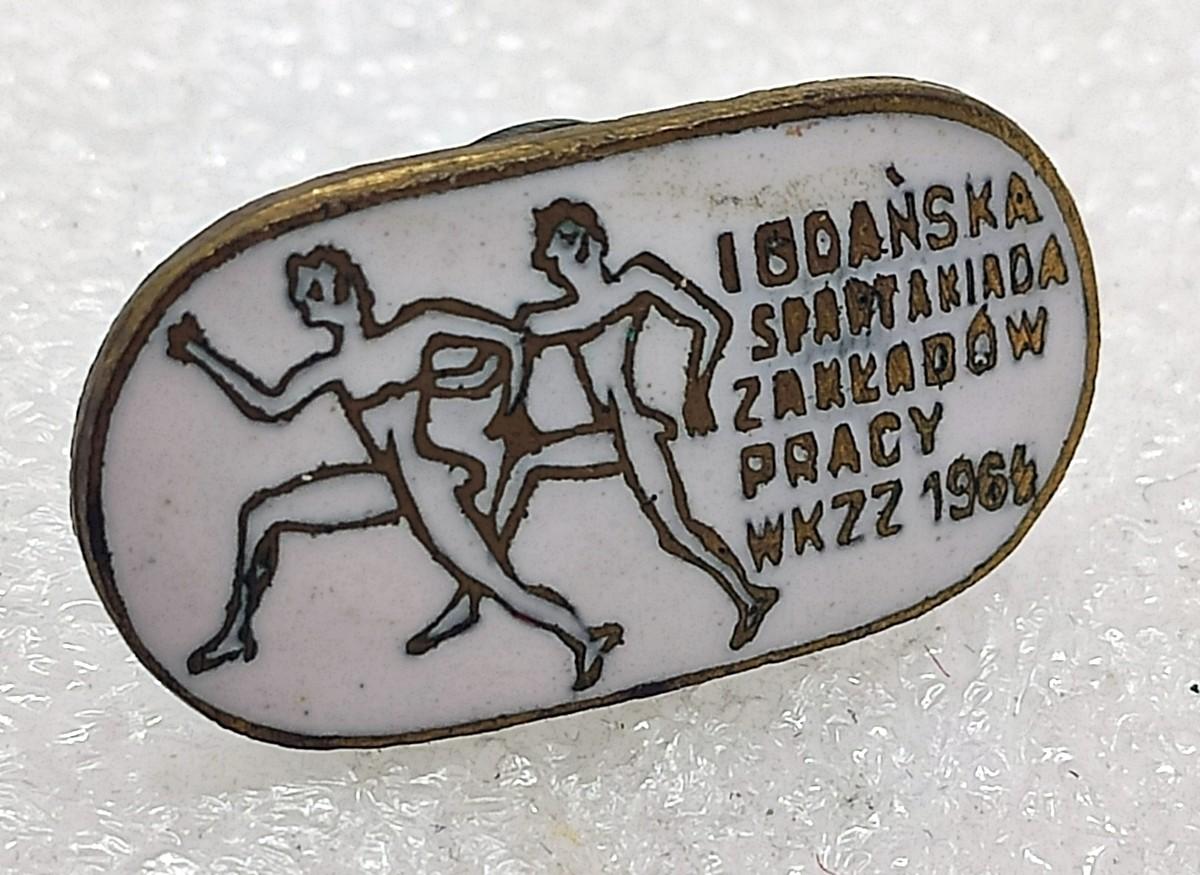 I GDAŃSKA
SPARTAKIADA
ZAKŁADÓW
PRACY
WKZZ 1964